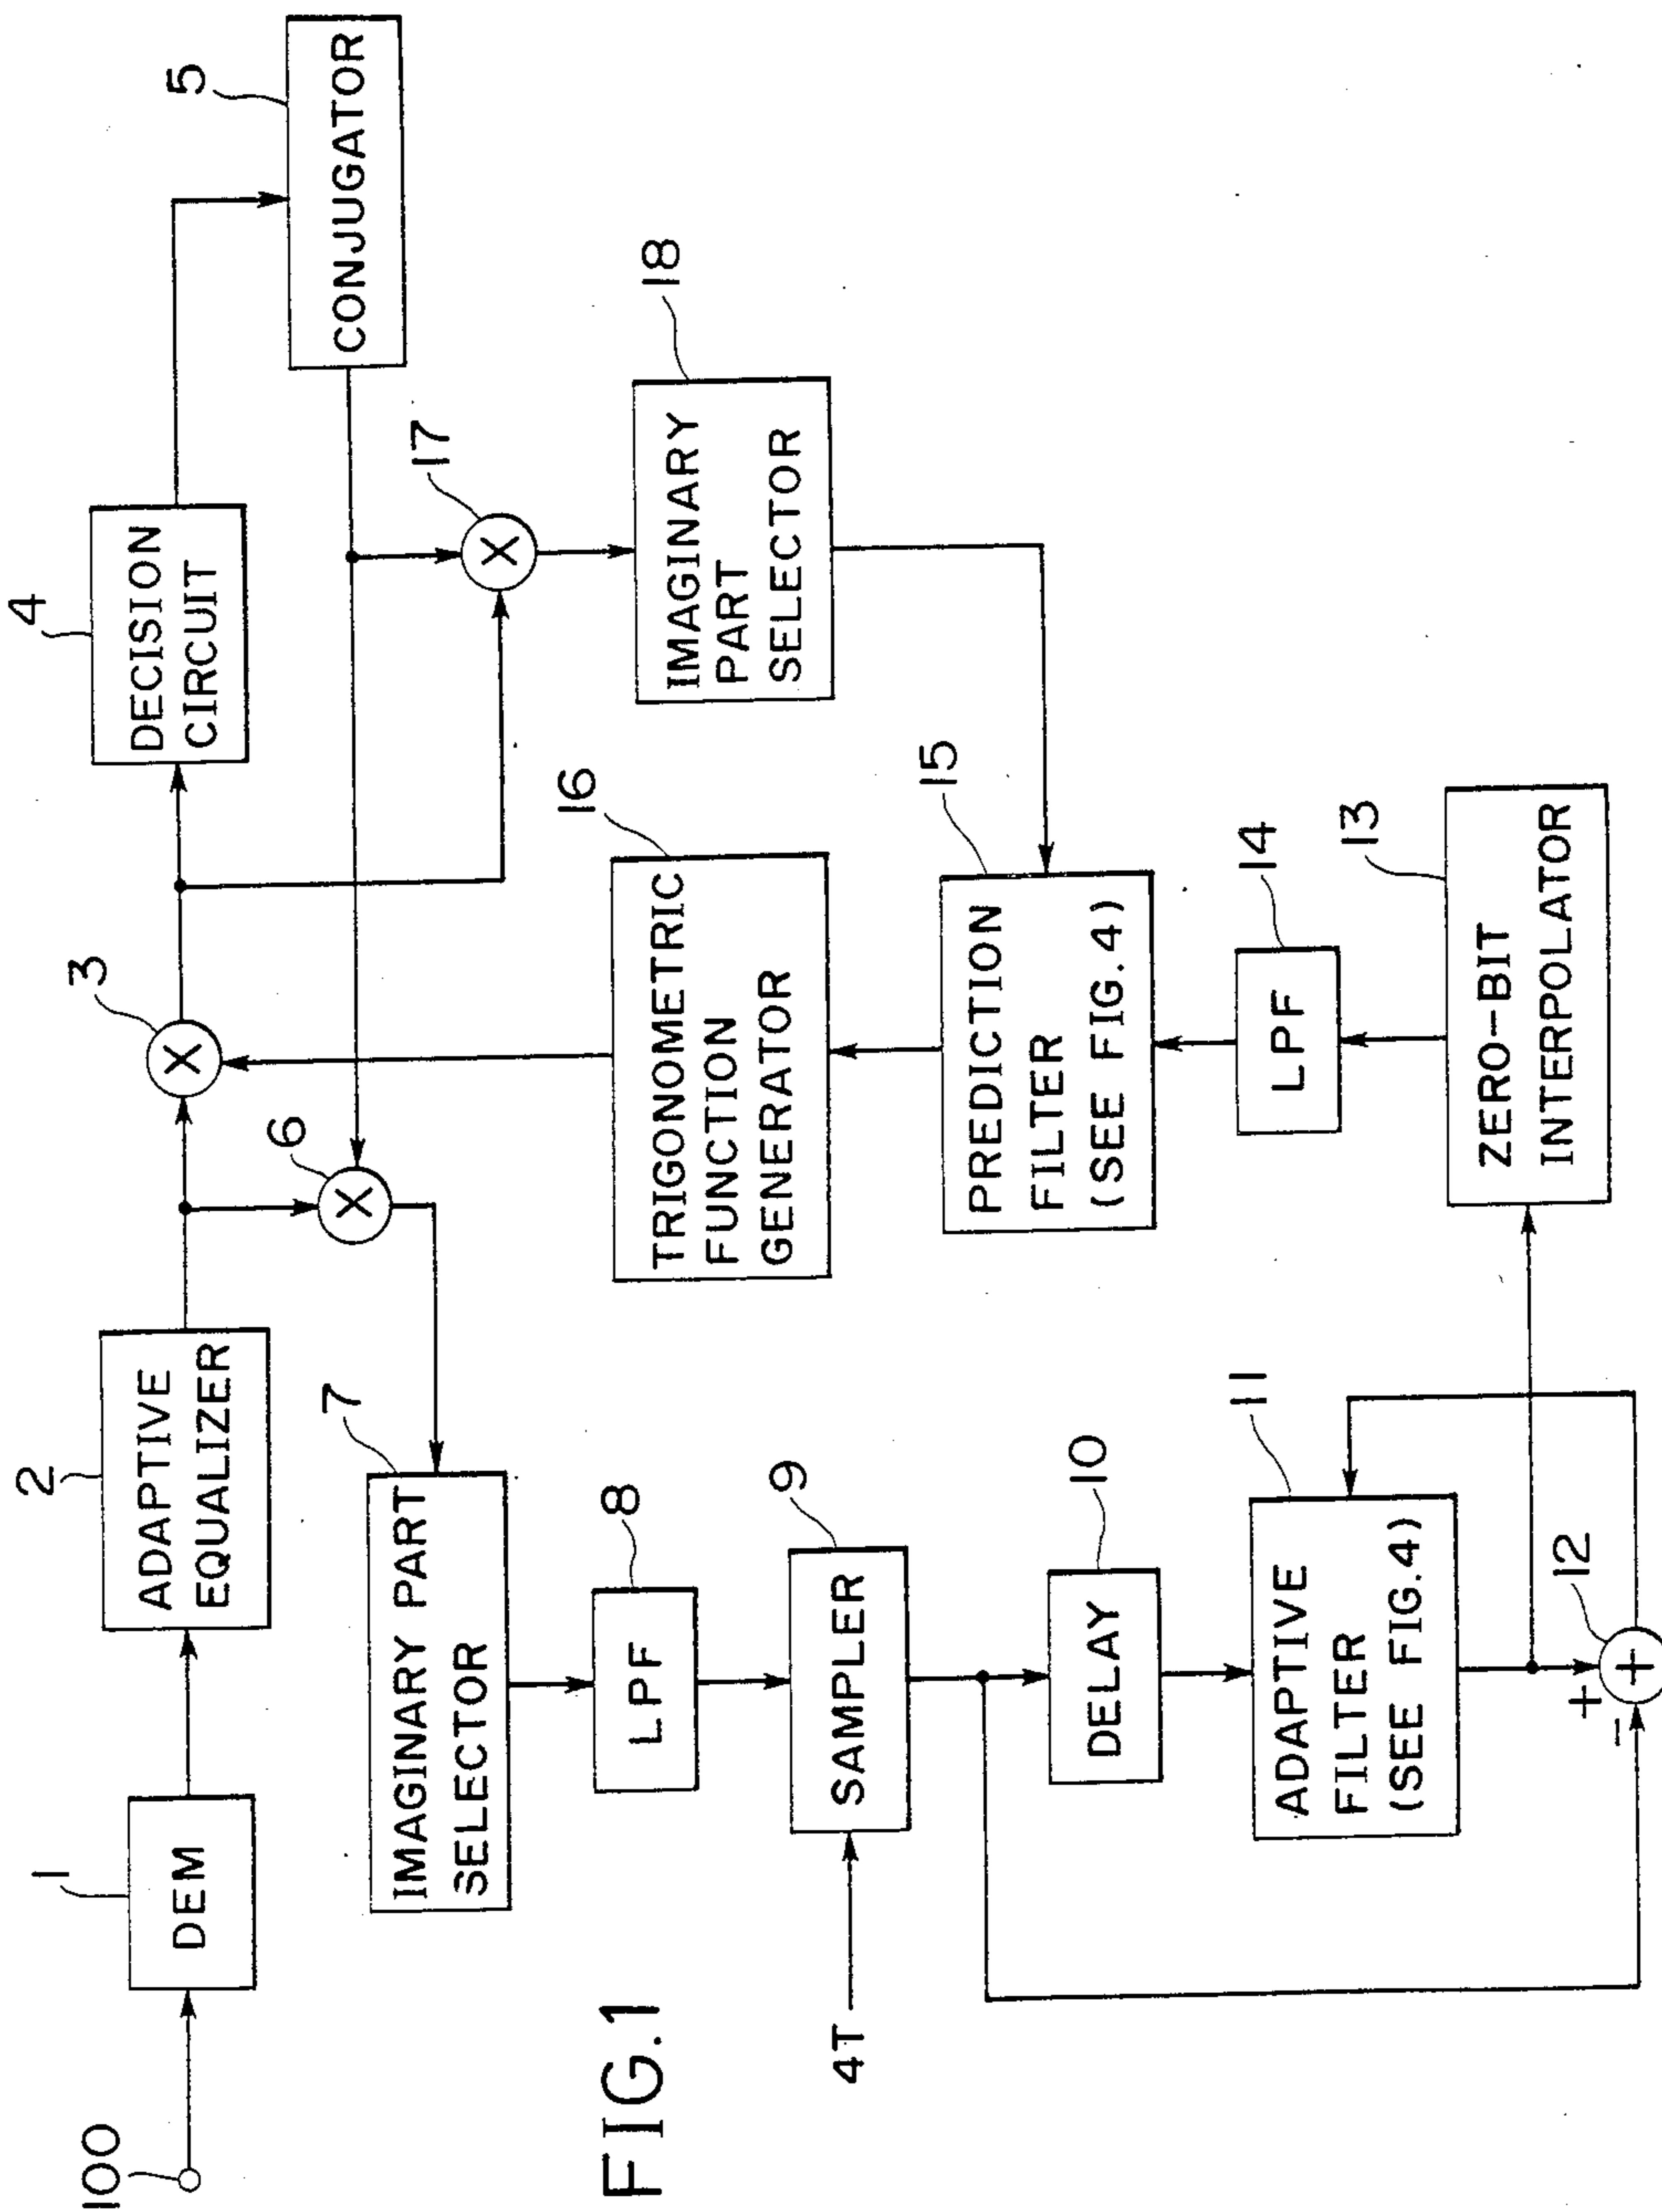 FIG.1
100
1
DEM
2
ADAPTIVE
EQUALIZER
3
X
4
DECISION
CIRCUIT
5
CONJUGATOR
6
X
7
IMAGINARY PART
SELECTOR
8
LPF
4T
9
SAMPLER
10
DELAY
11
ADAPTIVE
FILTER
(SEE FIG.4)
12
+
+
-
13
ZERO-BIT
INTERPOLATOR
14
LPF
15
PREDICTION
FILTER
(SEE FIG.4)
16
TRIGONOMETRIC
FUNCTION
GENERATOR
17
X
18
IMAGINARY
PART
SELECTOR